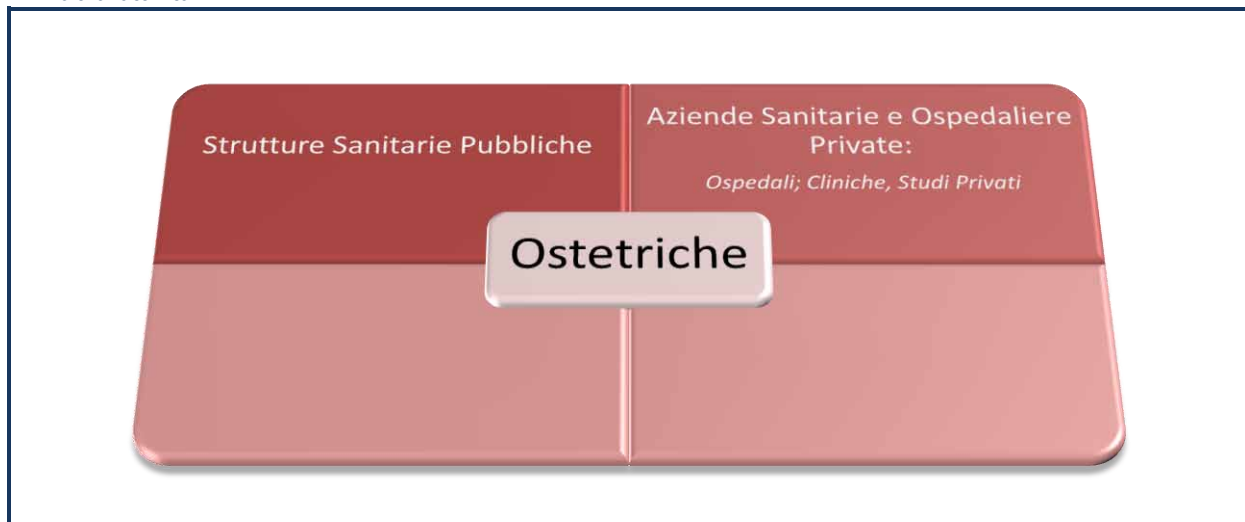 Strutture Sanitarie Pubbliche
Aziende Sanitarie e Ospedaliere
Private:
Ospedali; Cliniche, Studi Privati
Ostetriche